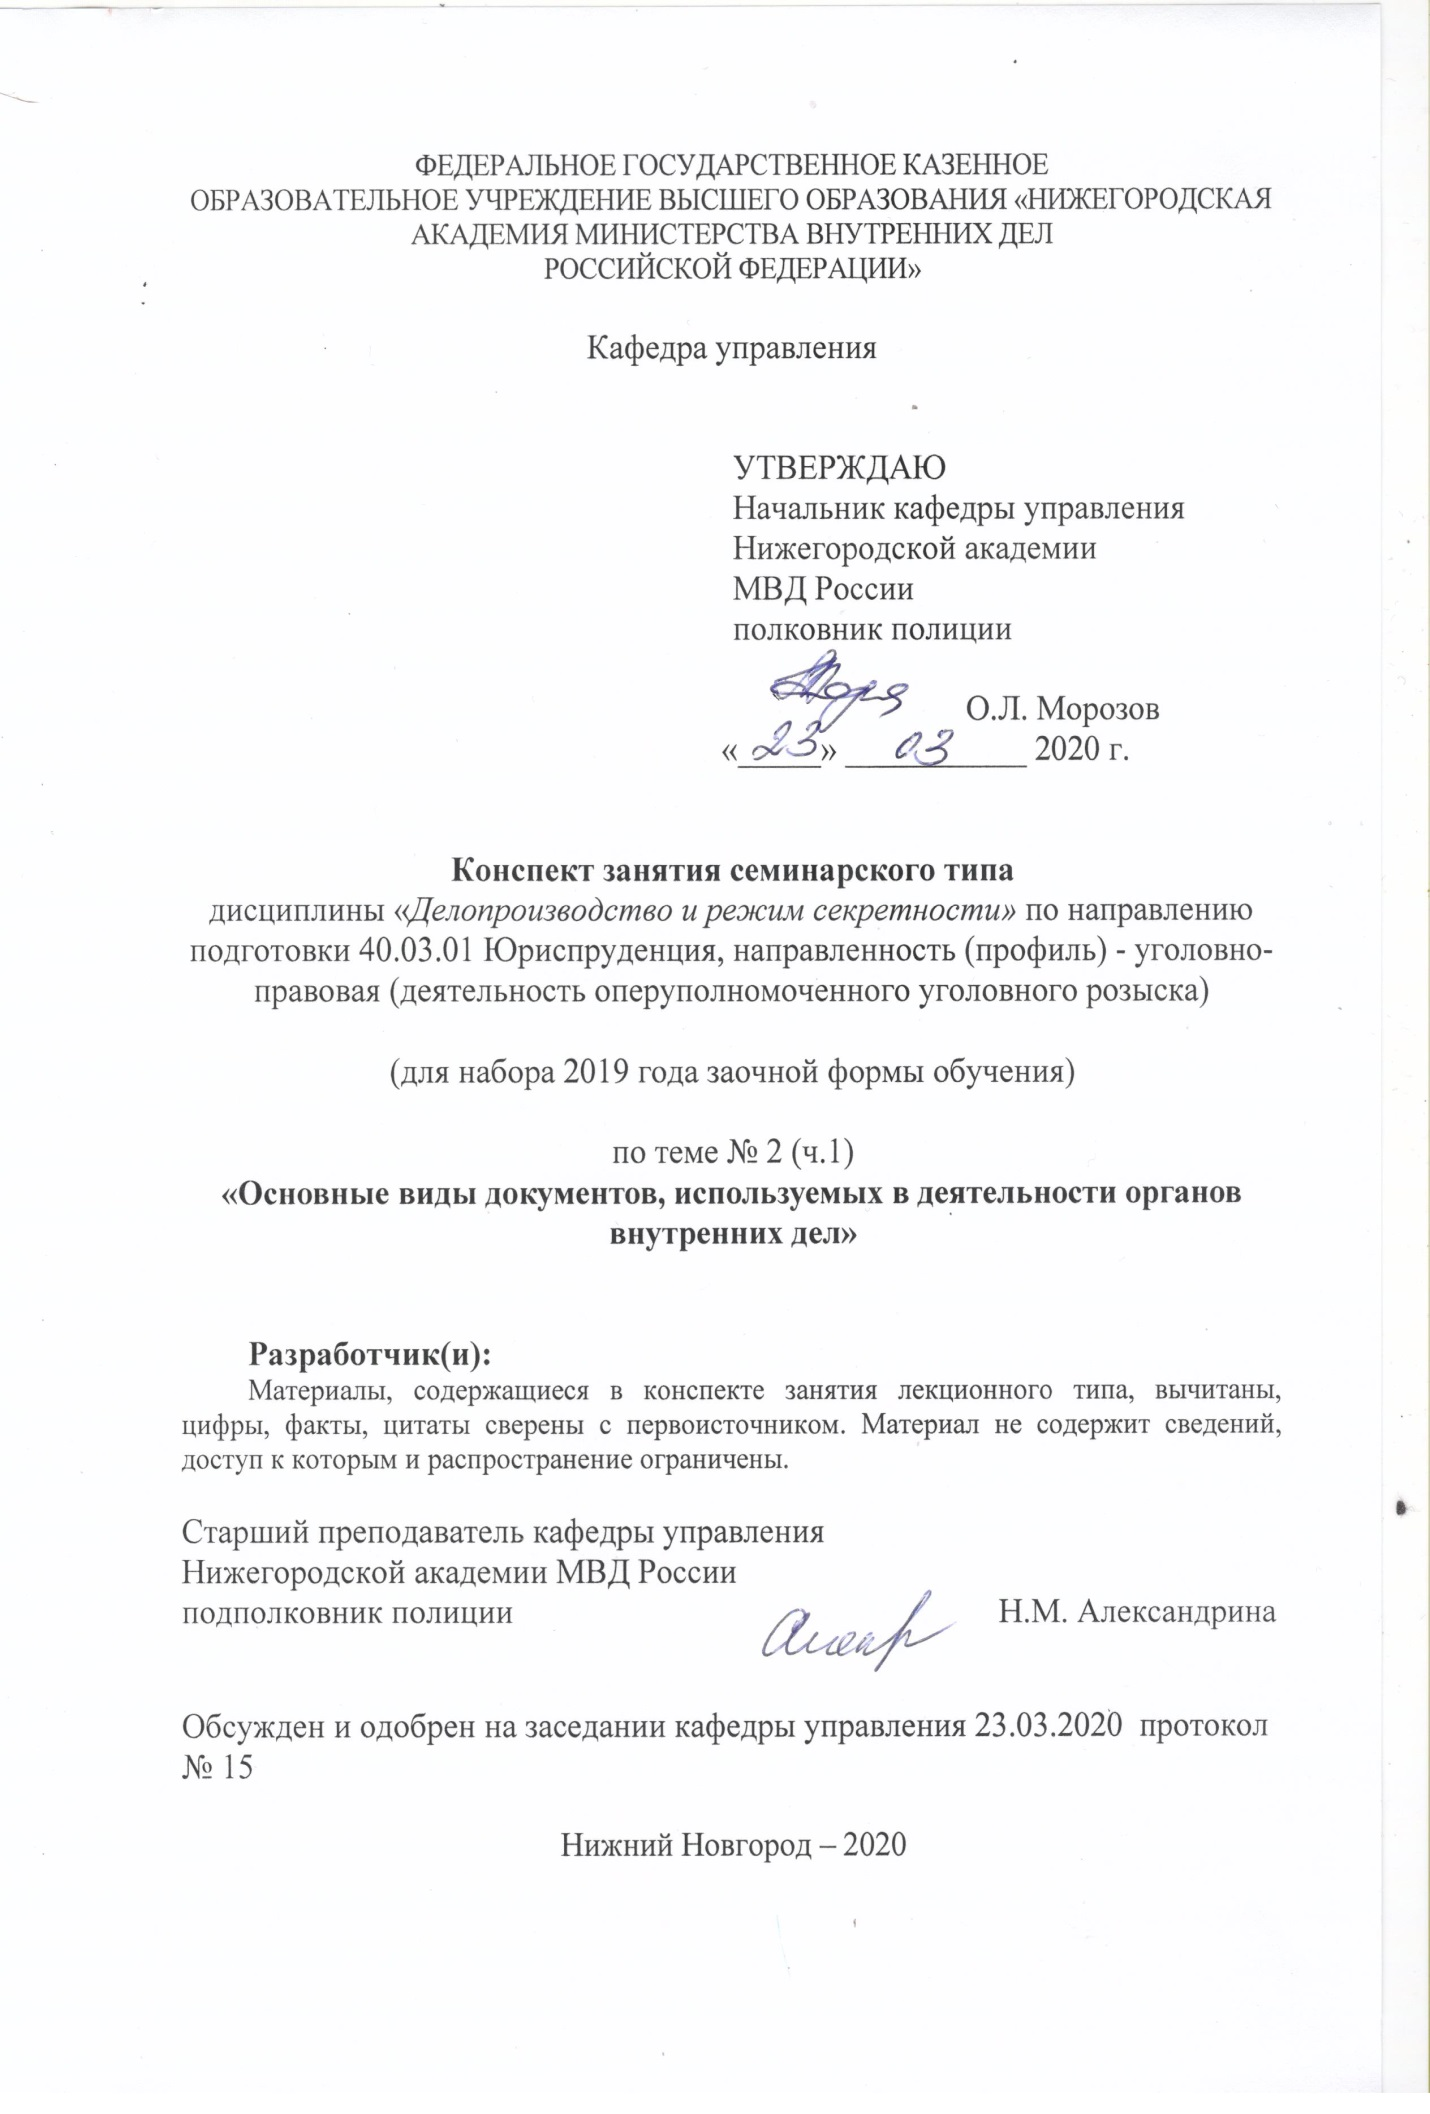 ФЕДЕРАЛЬНОЕ ГОСУДАРСТВЕННОЕ КАЗЕННОЕ
ОБРАЗОВАТЕЛЬНОЕ УЧРЕЖДЕНИЕ ВЫСШЕГО ОБРАЗОВАНИЯ «НИЖЕГОРОДСКАЯ
АКАДЕМИЯ МИНИСТЕРСТВА ВНУТРЕННИХ ДЕЛ
РОССИЙСКОЙ ФЕДЕРАЦИИ»
Кафедра управления
УТВЕРЖДАЮ
Начальник кафедры управления
Нижегородской академии
МВД России
полковник полиции
О.Л. Морозов
«23» 03 2020 г.
Конспект занятия семинарского типа
дисциплины «Делопроизводство и режим секретности» по направлению
подготовки 40.03.01 Юриспруденция, направленность (профиль) - уголовно-
правовая (деятельность оперуполномоченного уголовного розыска)
(для набора 2019 года заочной формы обучения)
по теме № 2 (ч.1)
«Основные виды документов, используемых в деятельности органов
внутренних дел»
Разработчик(и):
Материалы, содержащиеся в конспекте занятия лекционного типа, вычитаны,
цифры, факты, цитаты сверены с первоисточником. Материал не содержит сведений,
доступ к которым и распространение ограничены.
Старший преподаватель кафедры управления
Нижегородской академии МВД России
подполковник полиции Н.М. Александрина
Обсужден и одобрен на заседании кафедры управления 23.03.2020 протокол
№ 15
Нижний Новгород – 2020